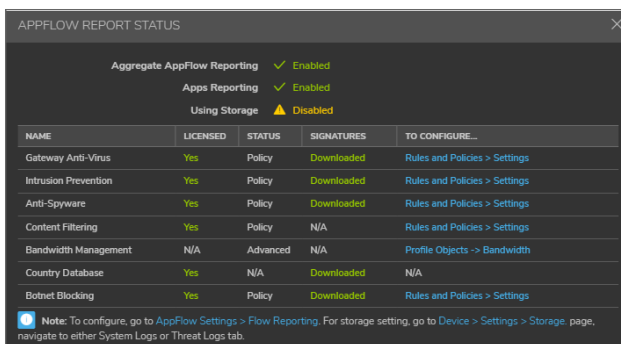 APPFLOW REPORT STATUS
Aggregate AppFlow Reporting Enabled
Apps Reporting Enabled
Using Storage Disabled
NAME LICENSED STATUS SIGNATURES TO CONFIGURE...
Gateway Anti-Virus Yes Policy Downloaded Rules and Policies > Settings
Intrusion Prevention Yes Policy Downloaded Rules and Policies > Settings
Anti-Spyware Yes Policy Downloaded Rules and Policies > Settings
Content Filtering Yes Policy N/A Rules and Policies > Settings
Bandwidth Management N/A Advanced N/A Profile Objects -> Bandwidth
Country Database Yes N/A Downloaded N/A
Botnet Blocking Yes Policy Downloaded Rules and Policies > Settings
Note: To configure, go to AppFlow Settings > Flow Reporting. For storage setting, go to Device > Settings > Storage. page,
navigate to either System Logs or Threat Logs tab.